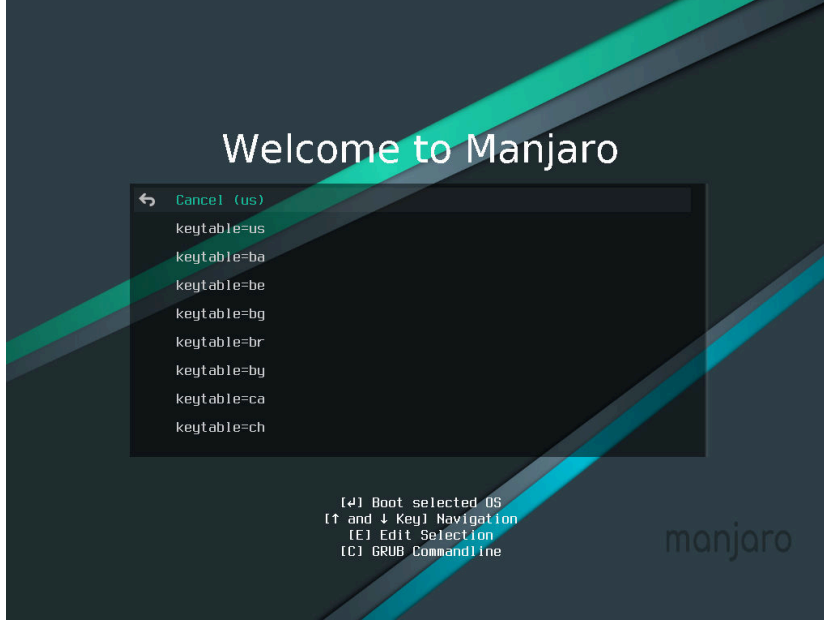 Welcome to Manjaro
Cancel (us)
keytable=us
keytable=ba
keytable=be
keytable=bg
keytable=br
keytable=by
keytable=ca
keytable=ch
[↲] Boot selected OS
[↑ and ↓ Key] Navigation
[E] Edit Selection
[C] GRUB Commandline
manjaro